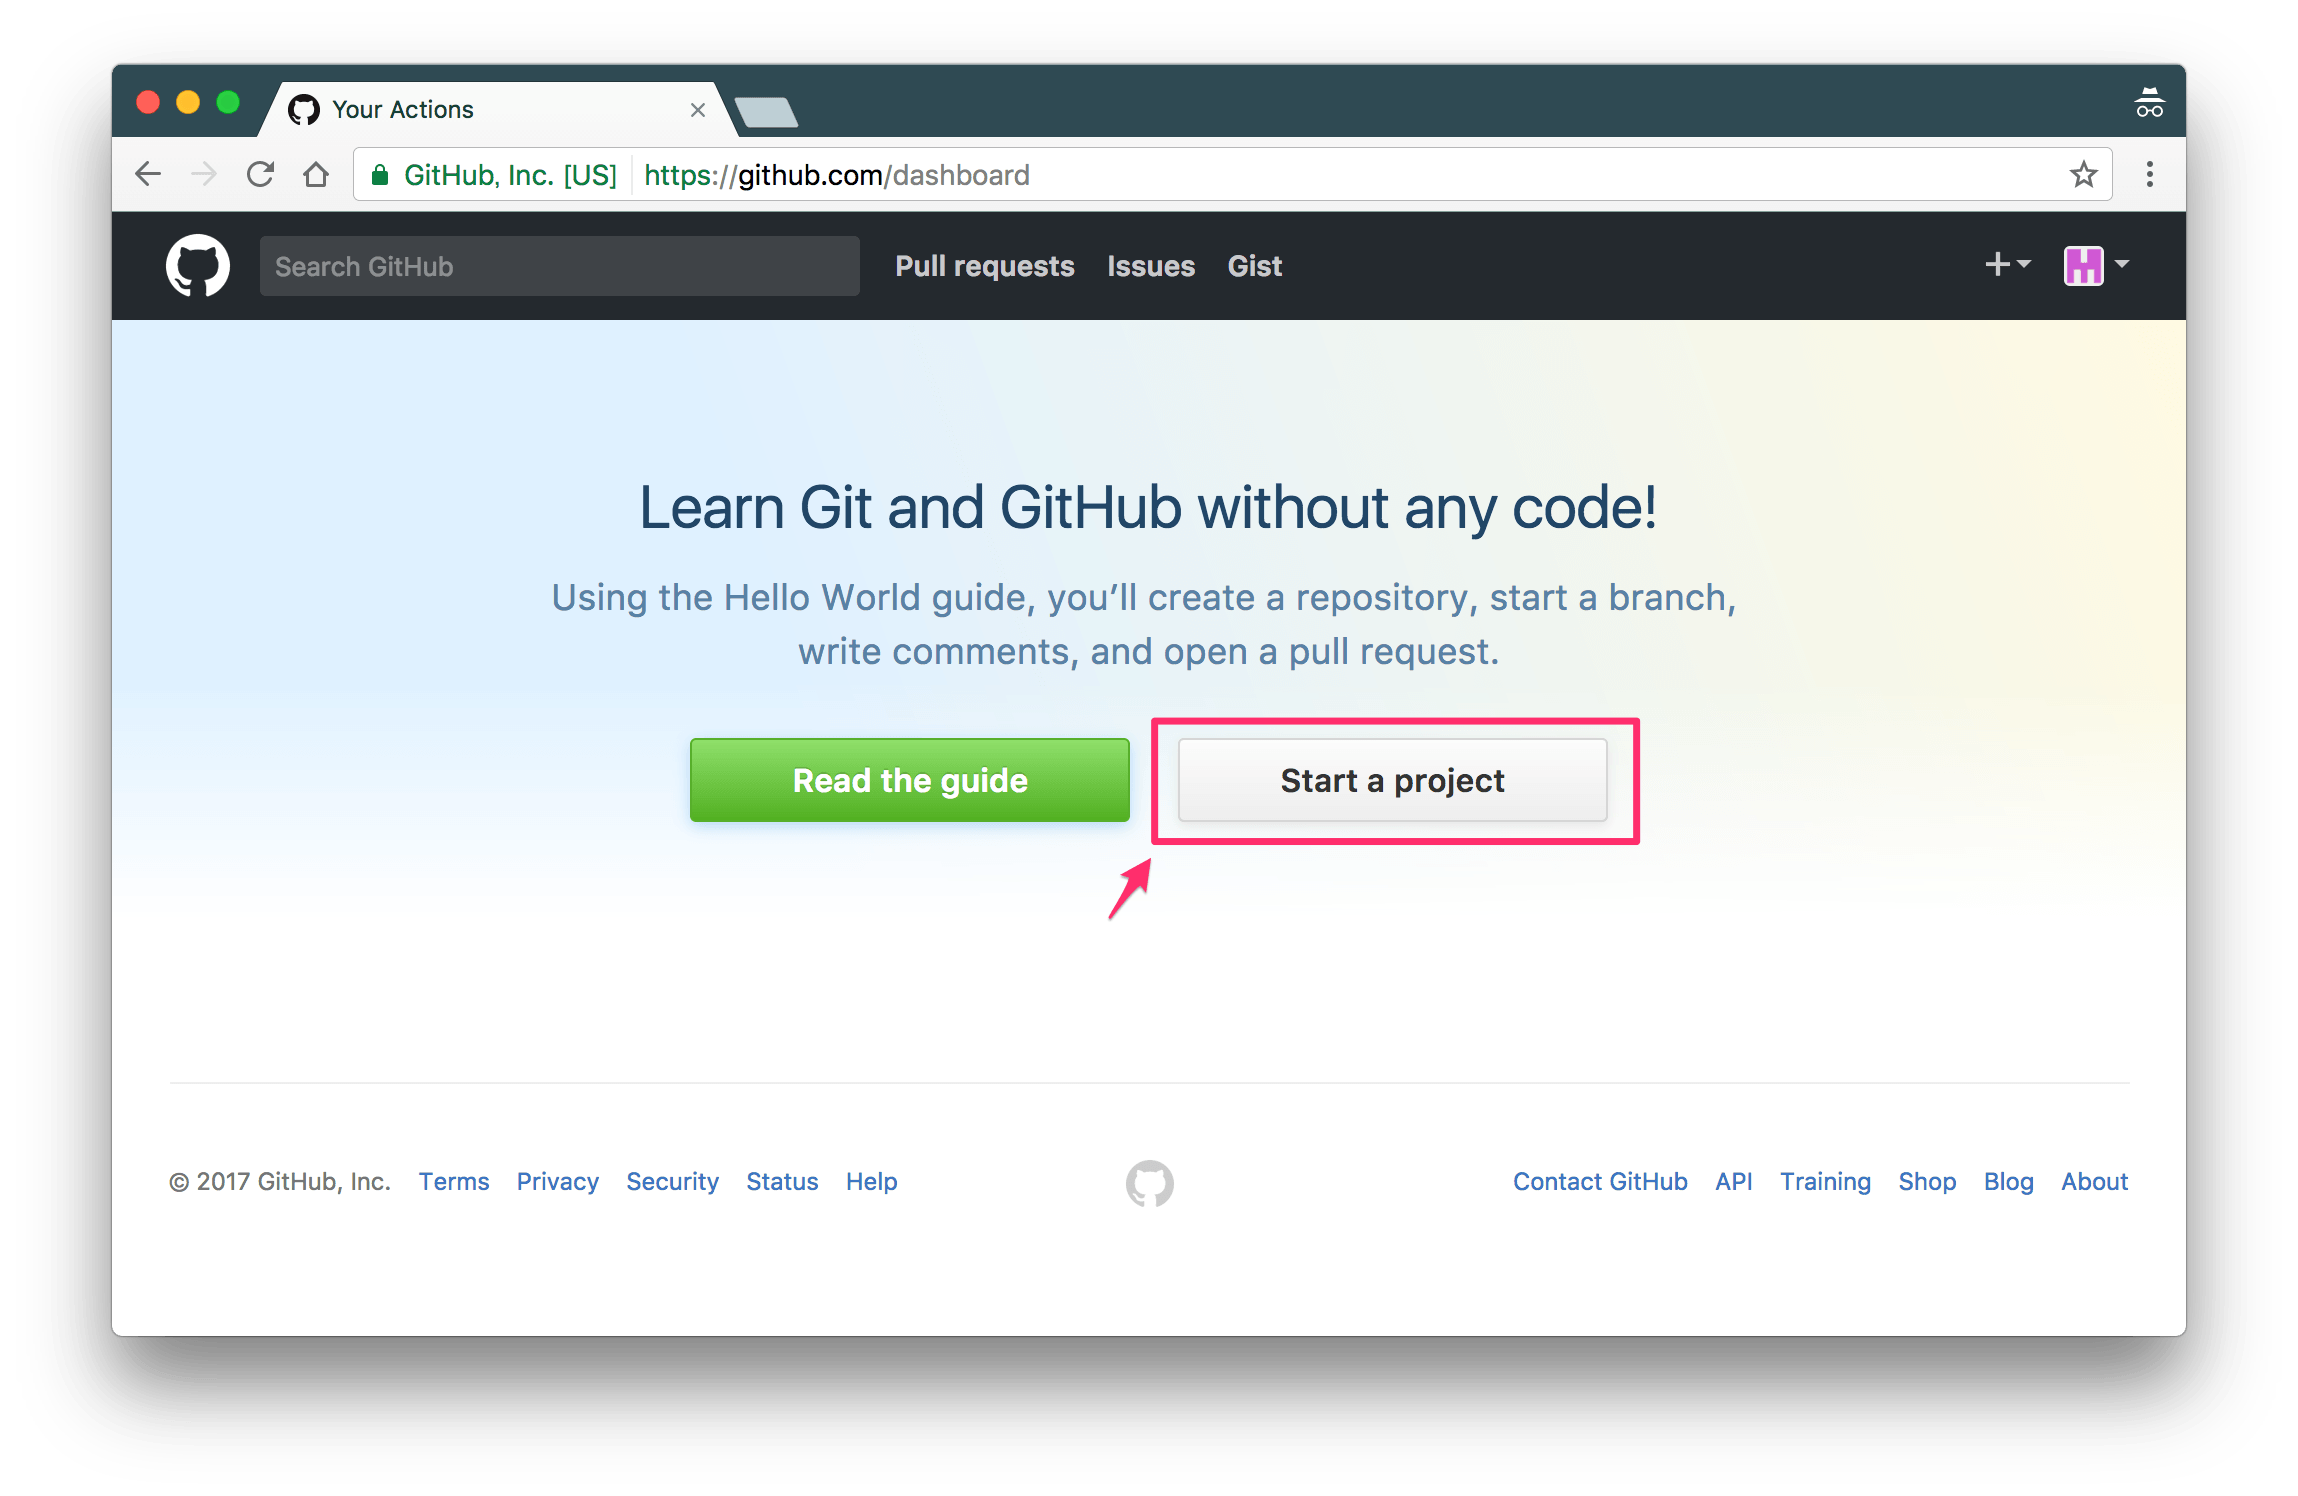 Your Actions
GitHub, Inc. [US] https://github.com/dashboard
Search GitHub Pull requests Issues Gist
Learn Git and GitHub without any code!
Using the Hello World guide, you’ll create a repository, start a branch,
write comments, and open a pull request.
Read the guide Start a project
© 2017 GitHub, Inc. Terms Privacy Security Status Help Contact GitHub API Training Shop Blog About